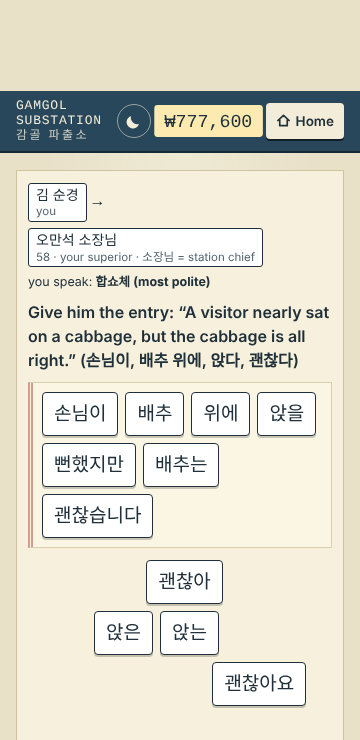 GAMGOL
SUBSTATION
감골 파출소
₩777,600
Home
김 순경
you
→
오만석 소장님
58 · your superior · 소장님 = station chief
you speak: 합쇼체 (most polite)
Give him the entry: “A visitor nearly sat
on a cabbage, but the cabbage is all
right.” (손님이, 배추 위에, 앉다, 괜찮다)
손님이 배추 위에 앉을
뻔했지만 배추는
괜찮습니다
괜찮아
앉은 앉는
괜찮아요